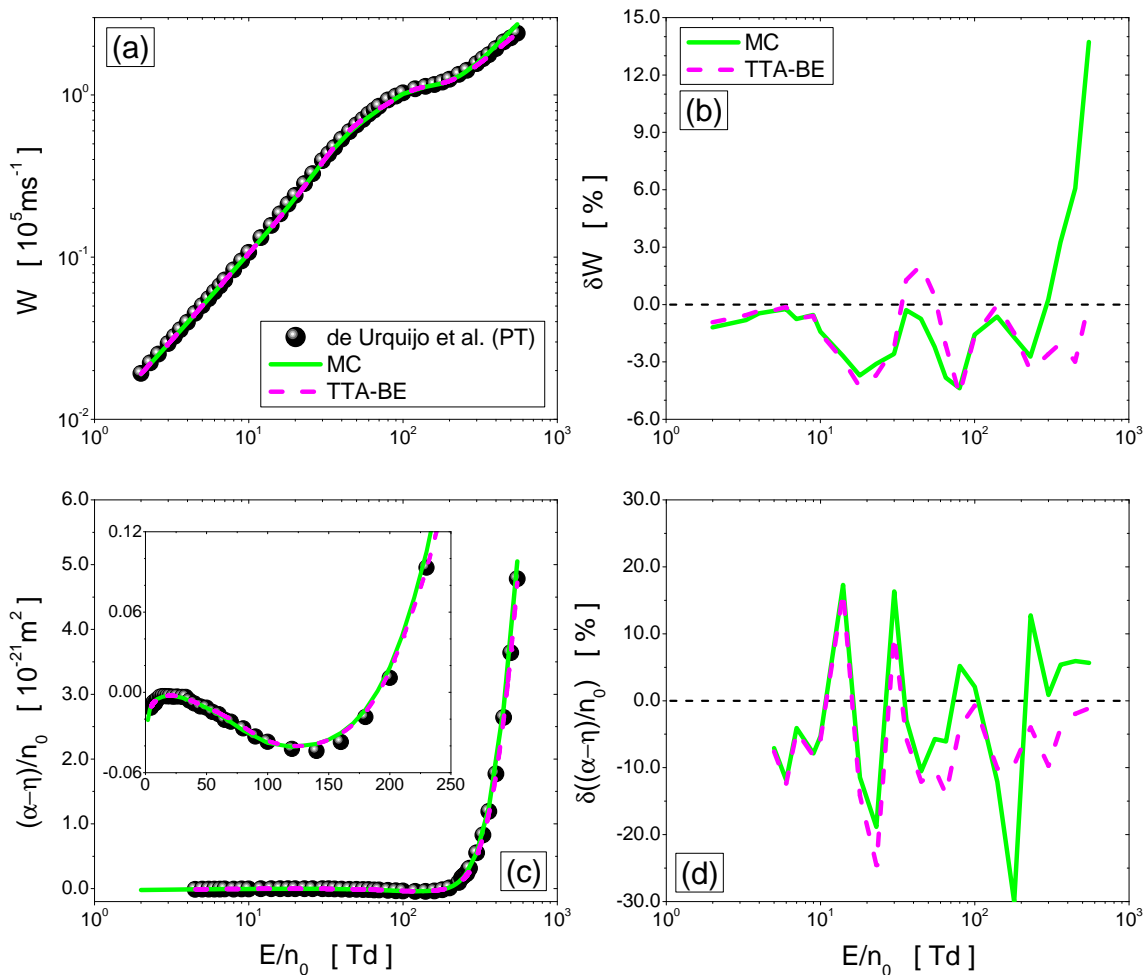 (a)
10⁰
10⁻¹
10⁻²
W [ 10⁵ms⁻¹ ]
de Urquijo et al. (PT)
MC
TTA-BE
10⁰ 10¹ 10² 10³
MC
TTA-BE
(b)
15.0
12.0
9.0
6.0
3.0
0.0
-3.0
-6.0
δW [ % ]
10⁰ 10¹ 10² 10³
6.0
5.0
4.0
3.0
2.0
1.0
0.0
(α−η)/n₀ [ 10⁻²¹m² ]
0.12
0.06
0.00
-0.06
0 50 100 150 200 250
(c)
10⁰ 10¹ 10² 10³
E/n₀ [ Td ]
30.0
20.0
10.0
0.0
-10.0
-20.0
-30.0
δ((α−η)/n₀) [ % ]
(d)
10⁰ 10¹ 10² 10³
E/n₀ [ Td ]